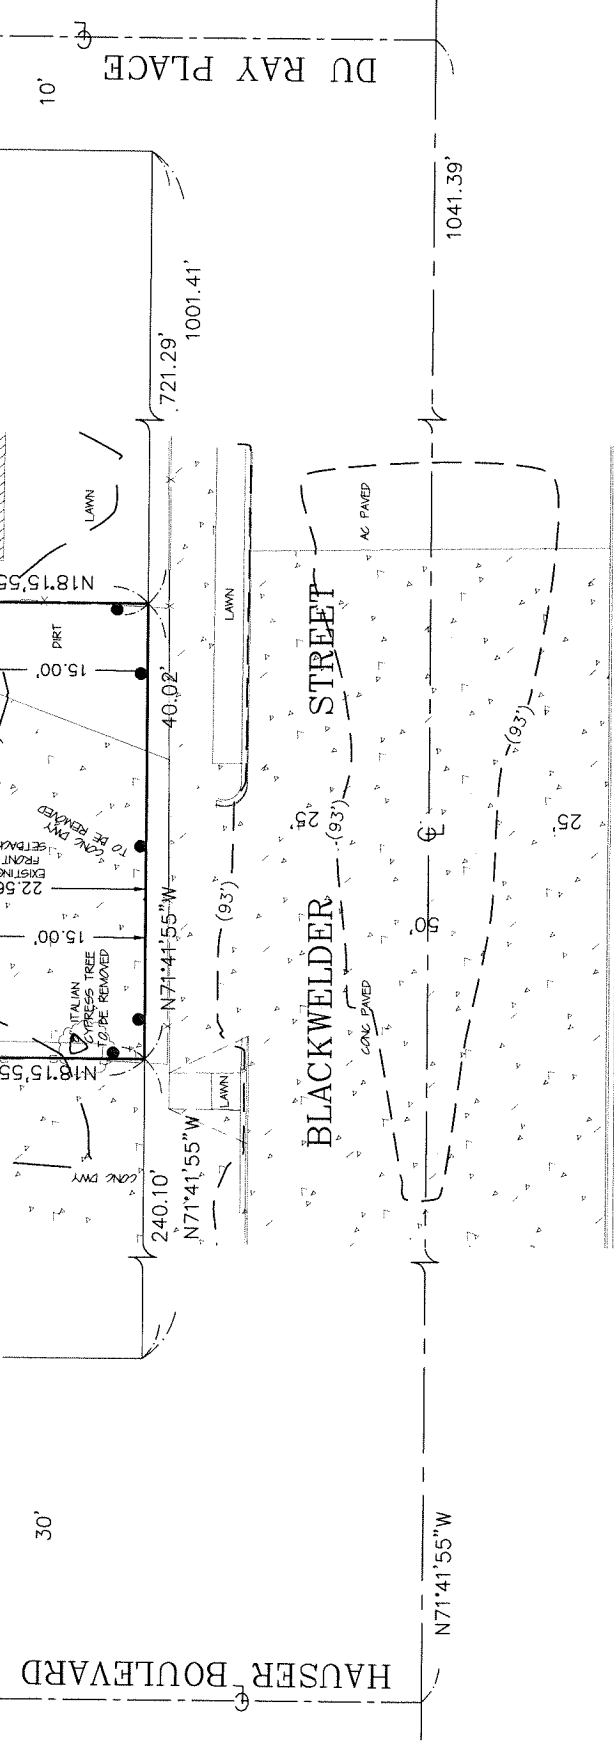 DU RAY PLACE
10'
1041.39'
1001.41'
721.29'
LAWN
N18°15'55
DIRT
15.00'
40.02'
LAWN
AC PAVED
STREET
(93')
25'
(93')
25'
CONC DWY
TO BE REMOVED
EXISTING
FRONT
SETBACK
22.56
15.00'
N71°41'55"W
(93')
50'
BLACKWELDER
CONC PAVED
ITALIAN
CYPRESS TREE
TO BE REMOVED
N18°15'55
LAWN
CONC DWY
240.10'
N71°41'55"W
30'
N71°41'55"W
HAUSER BOULEVARD